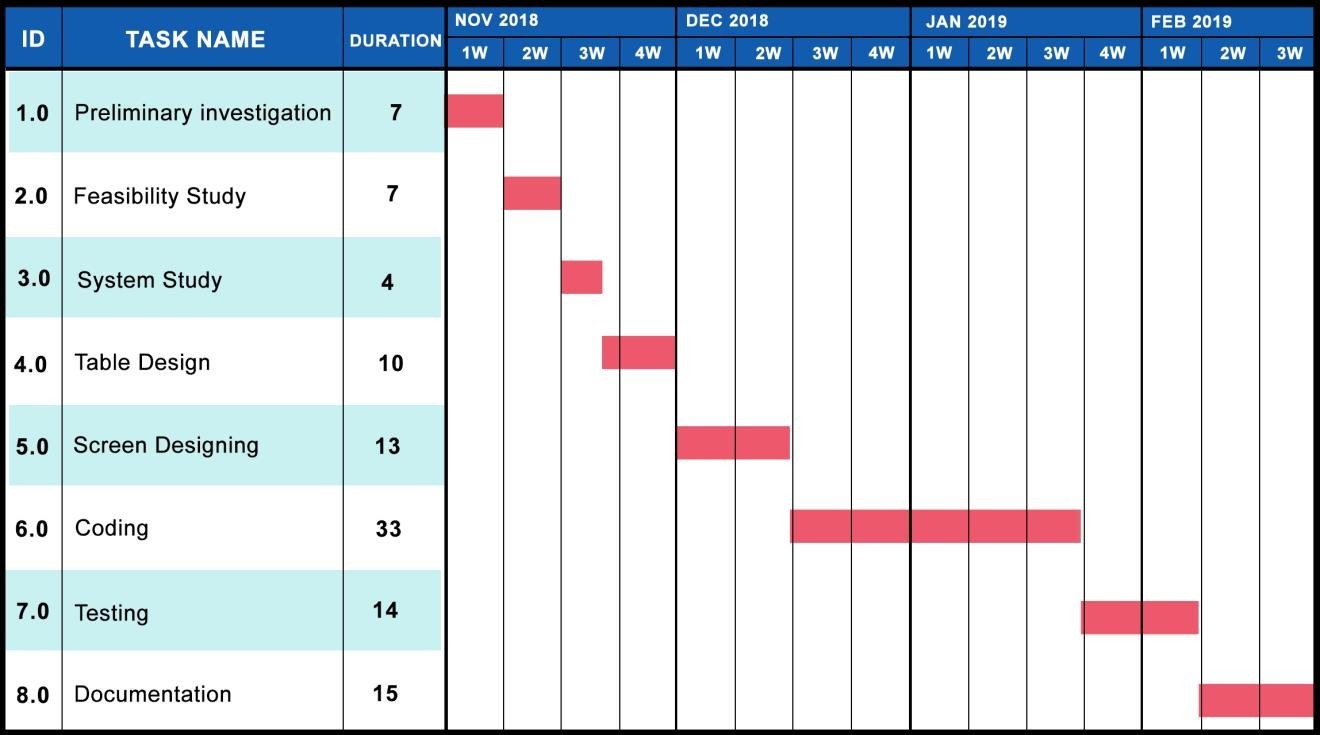 ID TASK NAME DURATION NOV 2018 DEC 2018 JAN 2019 FEB 2019
1W 2W 3W 4W 1W 2W 3W 4W 1W 2W 3W 4W 1W 2W 3W
1.0 Preliminary investigation 7
2.0 Feasibility Study 7
3.0 System Study 4
4.0 Table Design 10
5.0 Screen Designing 13
6.0 Coding 33
7.0 Testing 14
8.0 Documentation 15